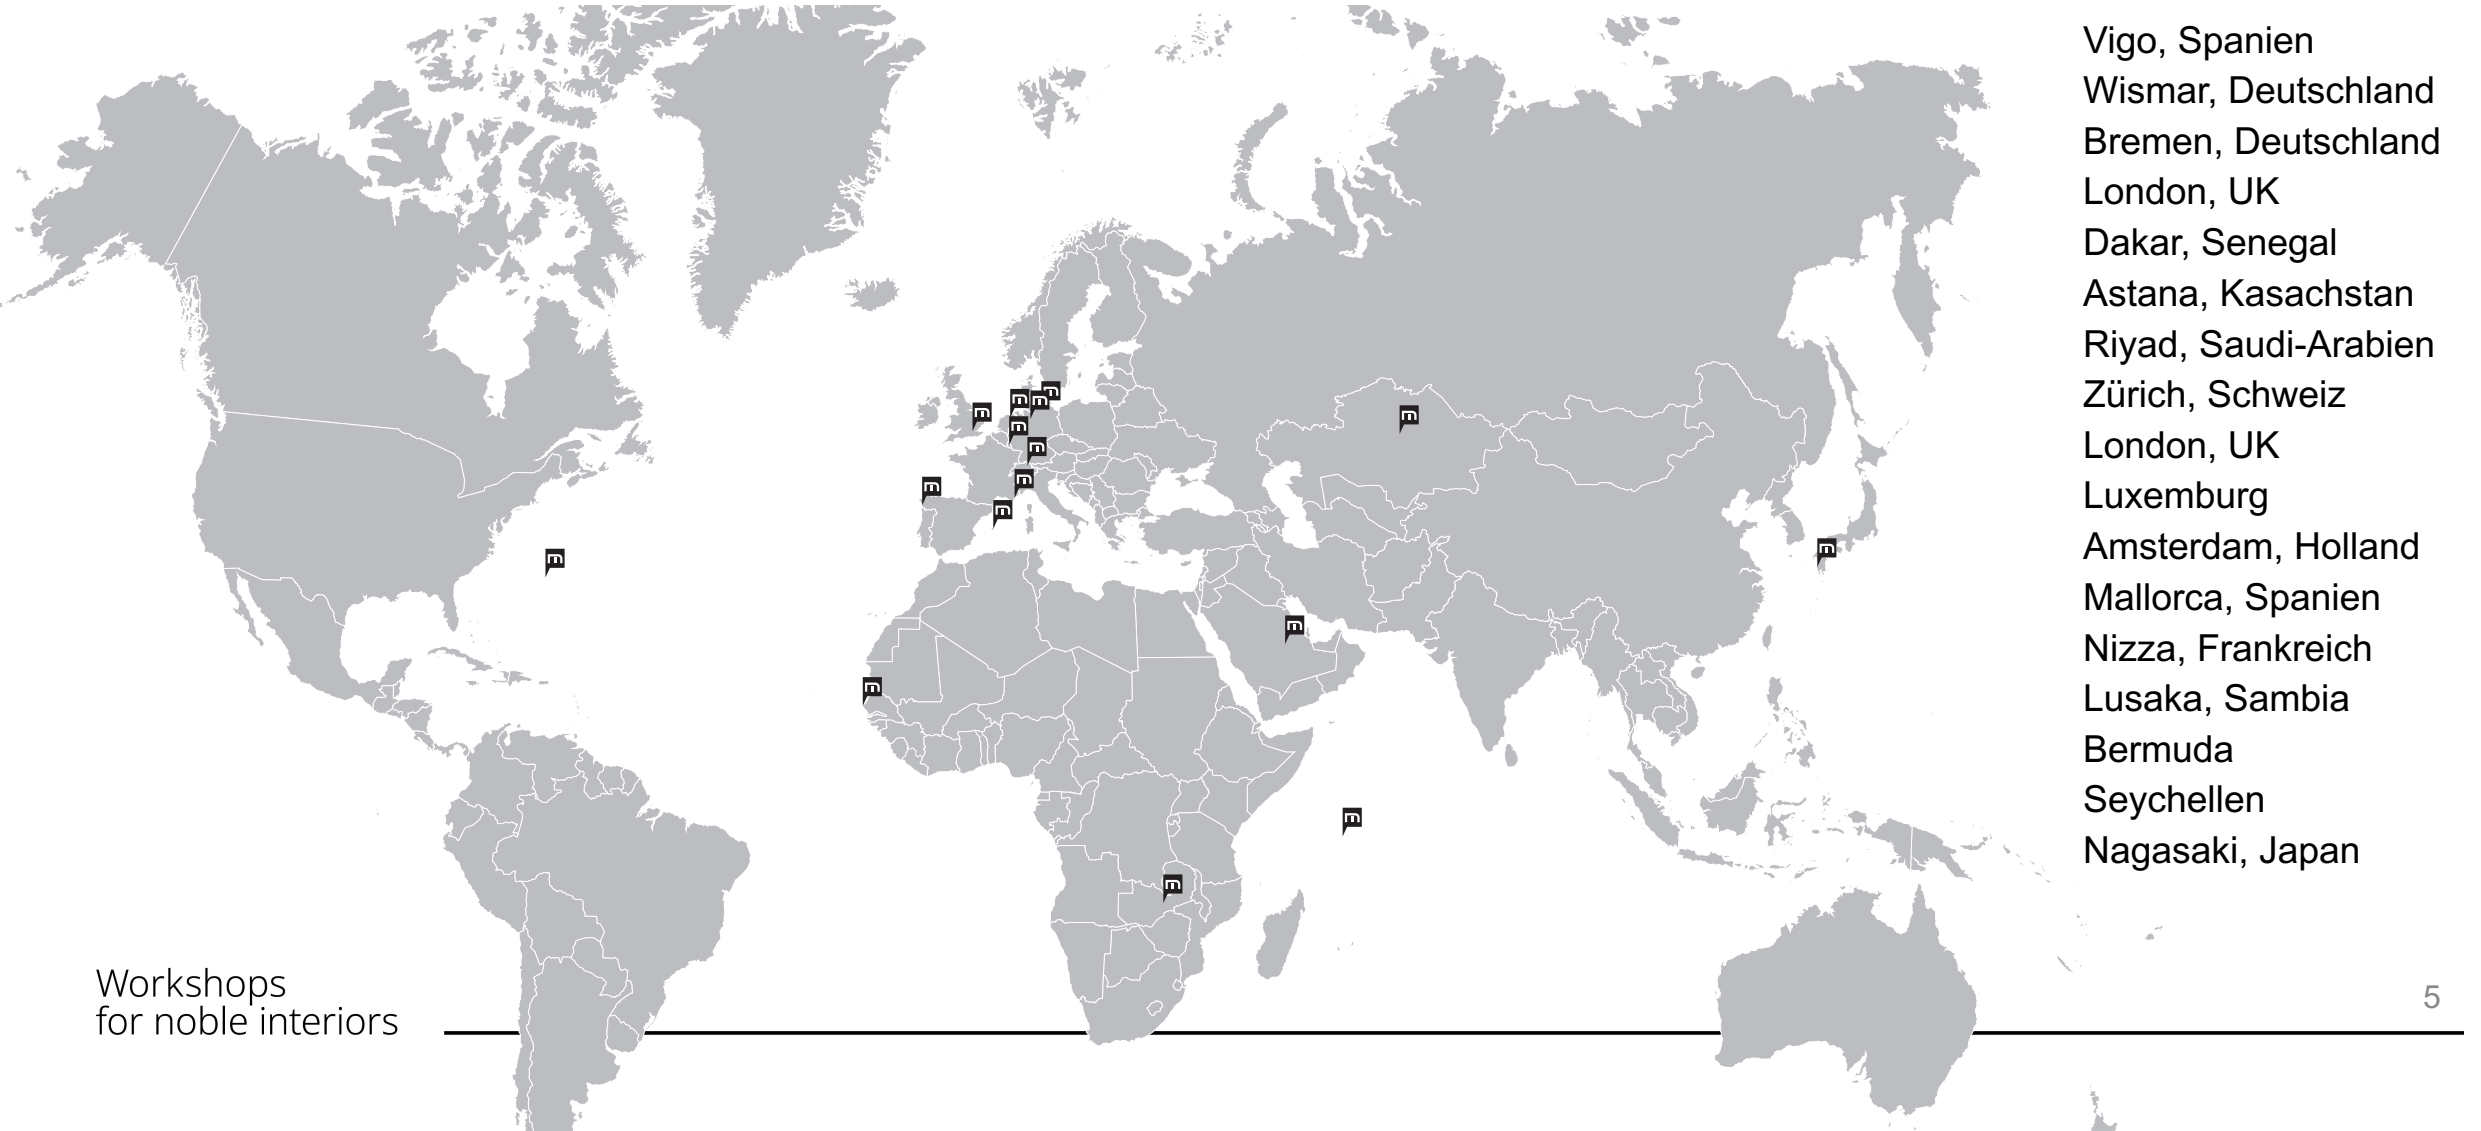 Vigo, Spanien
Wismar, Deutschland
Bremen, Deutschland
London, UK
Dakar, Senegal
Astana, Kasachstan
Riyad, Saudi-Arabien
Zürich, Schweiz
London, UK
Luxemburg
Amsterdam, Holland
Mallorca, Spanien
Nizza, Frankreich
Lusaka, Sambia
Bermuda
Seychellen
Nagasaki, Japan
Workshops
for noble interiors
5